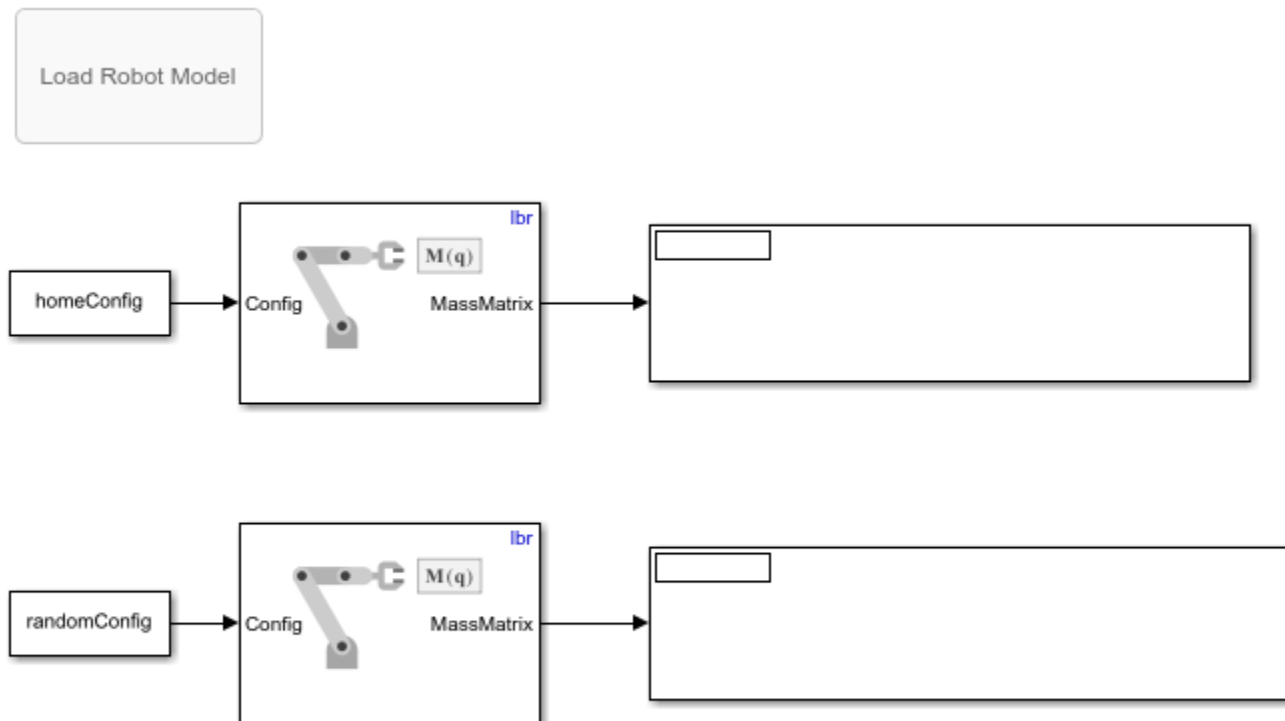 Load Robot Model
lbr
M(q)
homeConfig
Config
MassMatrix
lbr
M(q)
randomConfig
Config
MassMatrix